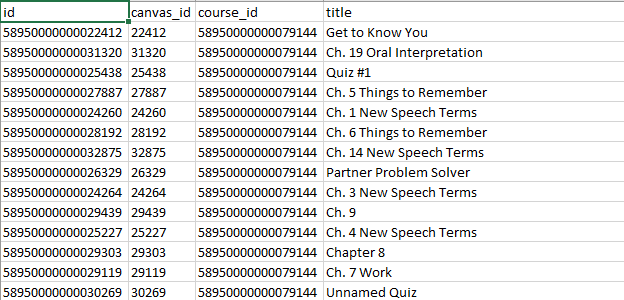 id canvas_id course_id title
58950000000022412 22412 58950000000079144 Get to Know You
58950000000031320 31320 58950000000079144 Ch. 19 Oral Interpretation
58950000000025438 25438 58950000000079144 Quiz #1
58950000000027887 27887 58950000000079144 Ch. 5 Things to Remember
58950000000024260 24260 58950000000079144 Ch. 1 New Speech Terms
58950000000028192 28192 58950000000079144 Ch. 6 Things to Remember
58950000000032875 32875 58950000000079144 Ch. 14 New Speech Terms
58950000000026329 26329 58950000000079144 Partner Problem Solver
58950000000024264 24264 58950000000079144 Ch. 3 New Speech Terms
58950000000029439 29439 58950000000079144 Ch. 9
58950000000025227 25227 58950000000079144 Ch. 4 New Speech Terms
58950000000029303 29303 58950000000079144 Chapter 8
58950000000029119 29119 58950000000079144 Ch. 7 Work
58950000000030269 30269 58950000000079144 Unnamed Quiz